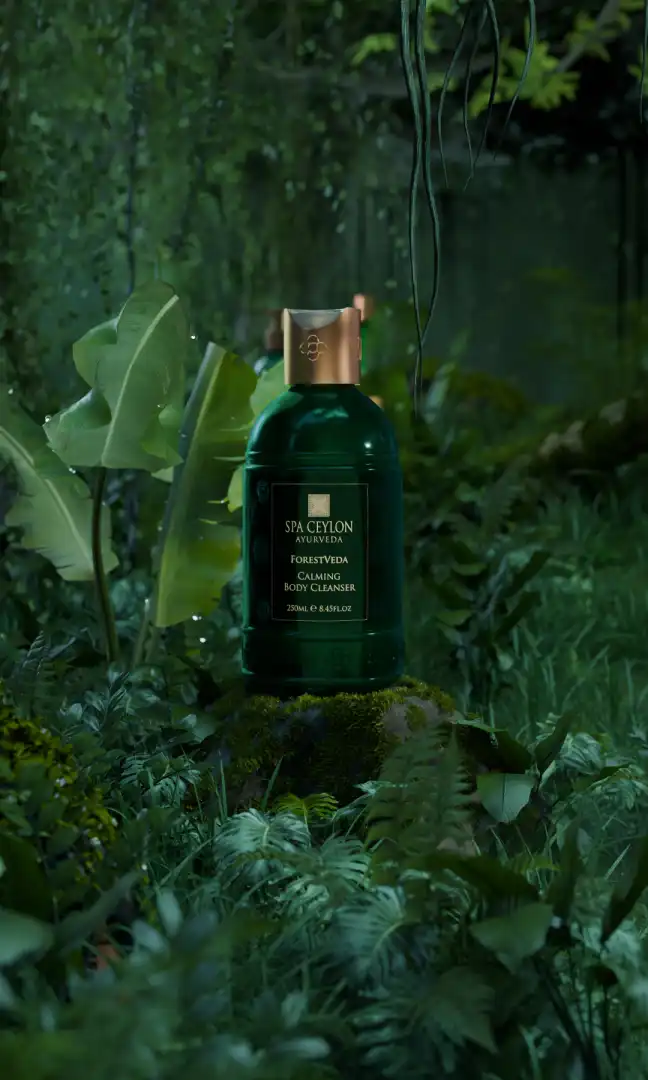 SPA CEYLON
AYURVEDA
FORESTVEDA
CALMING
BODY CLEANSER
250ML ℮ 8.45FL.OZ